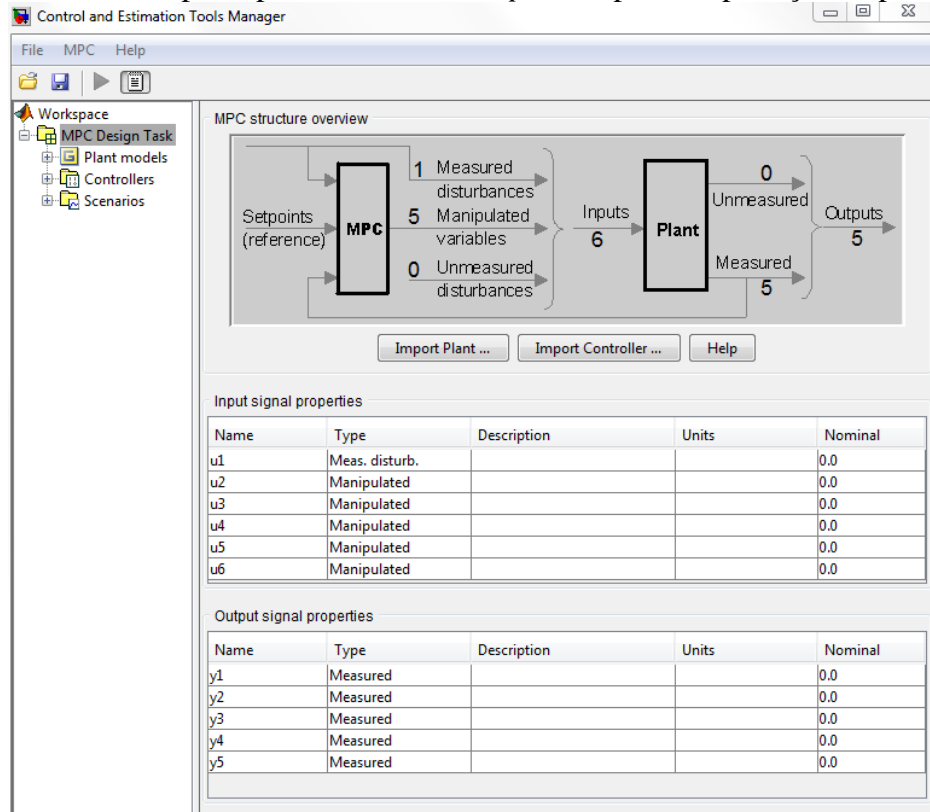 Control and Estimation Tools Manager
File MPC Help
Workspace
MPC Design Task
Plant models
Controllers
Scenarios
MPC structure overview
Setpoints
(reference)
MPC
1 Measured
disturbances
5 Manipulated
variables
0 Unmeasured
disturbances
Inputs
6
Plant
0
Unmeasured
Measured
5
Outputs
5
Import Plant ... Import Controller ... Help
Input signal properties
Name Type Description Units Nominal
u1 Meas. disturb. 0.0
u2 Manipulated 0.0
u3 Manipulated 0.0
u4 Manipulated 0.0
u5 Manipulated 0.0
u6 Manipulated 0.0
Output signal properties
Name Type Description Units Nominal
y1 Measured 0.0
y2 Measured 0.0
y3 Measured 0.0
y4 Measured 0.0
y5 Measured 0.0